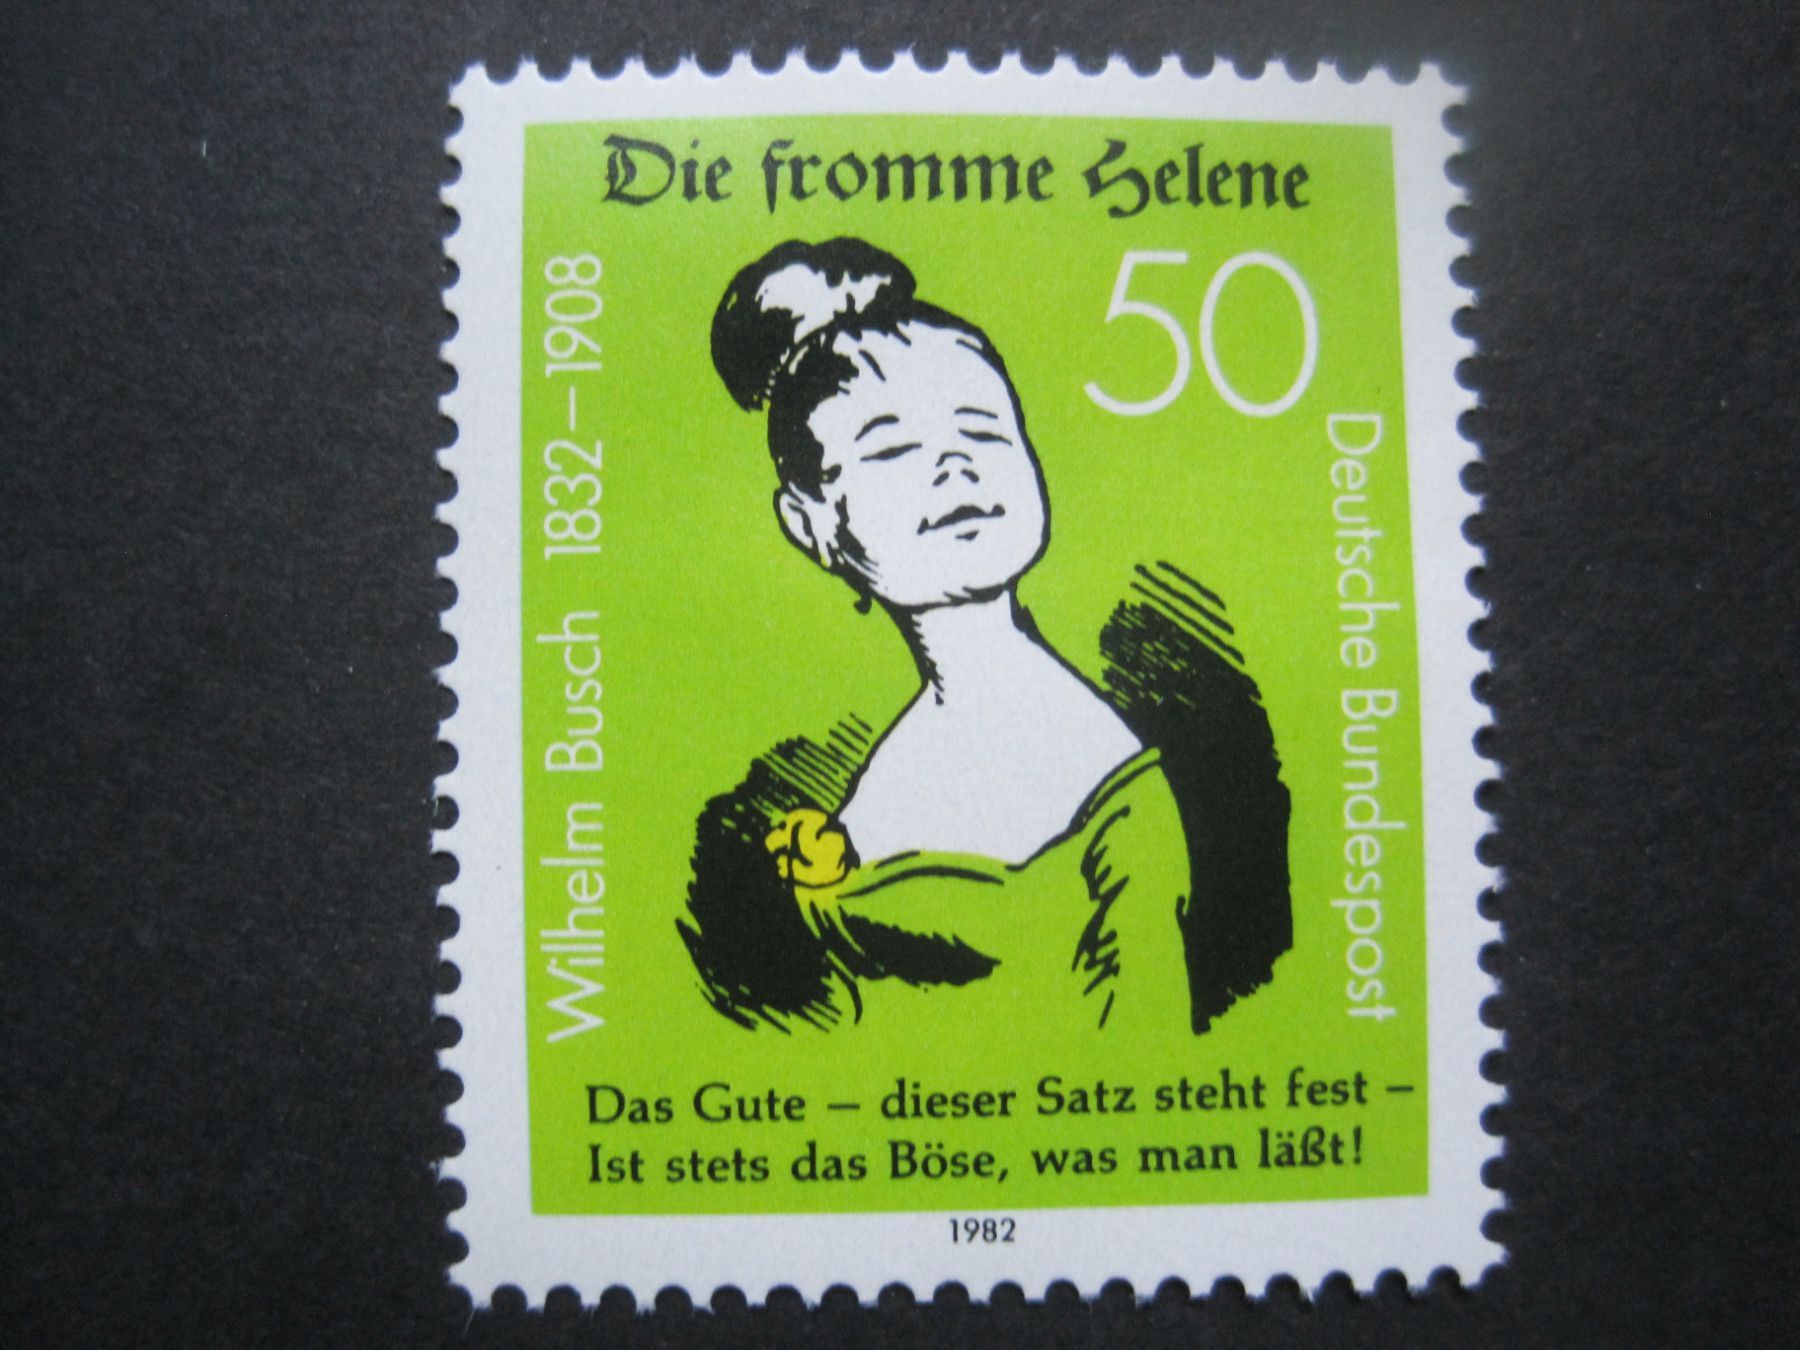 Die fromme Helene
50
Wilhelm Busch 1832–1908
Deutsche Bundespost
Das Gute – dieser Satz steht fest –
Ist stets das Böse, was man läßt!
1982